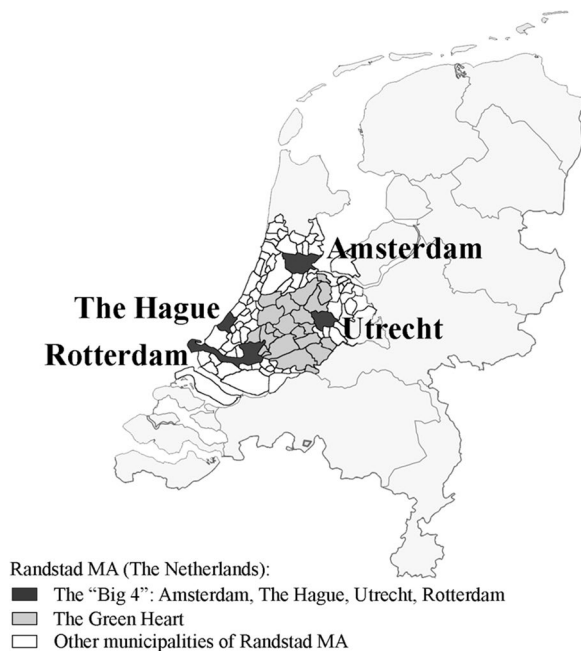 Amsterdam
The Hague
Utrecht
Rotterdam
Randstad MA (The Netherlands):
The “Big 4”: Amsterdam, The Hague, Utrecht, Rotterdam
The Green Heart
Other municipalities of Randstad MA